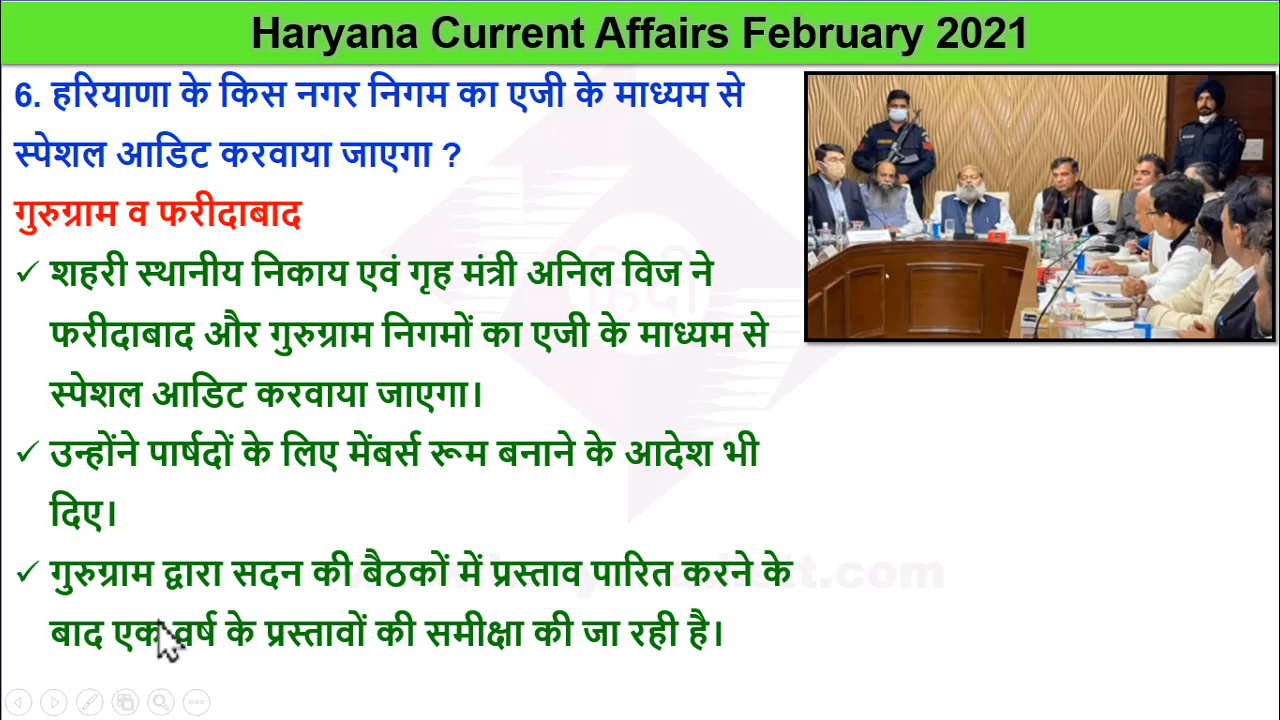 Haryana Current Affairs February 2021
6. हरियाणा के किस नगर निगम का एजी के माध्यम से
स्पेशल आडिट करवाया जाएगा ?
गुरुग्राम व फरीदाबाद
✓ शहरी स्थानीय निकाय एवं गृह मंत्री अनिल विज ने
फरीदाबाद और गुरुग्राम निगमों का एजी के माध्यम से
स्पेशल आडिट करवाया जाएगा।
✓ उन्होंने पार्षदों के लिए मेंबर्स रूम बनाने के आदेश भी
दिए।
✓ गुरुग्राम द्वारा सदन की बैठकों में प्रस्ताव पारित करने के
बाद एक वर्ष के प्रस्तावों की समीक्षा की जा रही है।